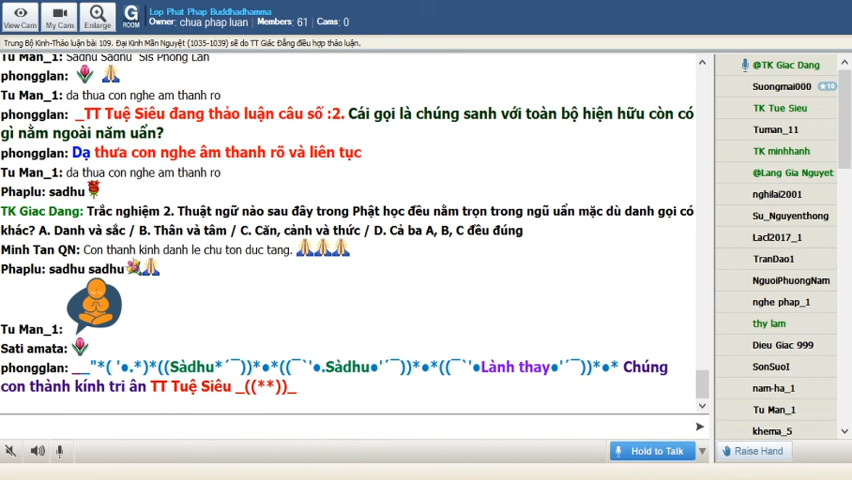 View Cam
My Cam
Enlarge
G
ROOM
Lop Phat Phap Buddhadhamma
Owner: chua phap luan Members: 61 Cams: 0
Trung Bộ Kinh-Thảo luận bài 109. Đại Kinh Mãn Nguyệt (1035-1039) sẽ do TT Giác Đẳng điều hợp thảo luận.
Tu Man_1: Sadhu Sadhu Sis Phong Lan
phongglan:
Tu Man_1: da thua con nghe am thanh ro
phongglan: _TT Tuệ Siêu đang thảo luận câu số :2. Cái gọi là chúng sanh với toàn bộ hiện hữu còn có
gì nằm ngoài năm uẩn?
phongglan: Dạ thưa con nghe âm thanh rõ và liên tục
Tu Man_1: da thua con nghe am thanh ro
Phaplu: sadhu
TK Giac Dang: Trắc nghiệm 2. Thuật ngữ nào sau đây trong Phật học đều nằm trọn trong ngũ uẩn mặc dù danh gọi có
khác? A. Danh và sắc / B. Thân và tâm / C. Căn, cảnh và thức / D. Cả ba A, B, C đều đúng
Minh Tan QN: Con thanh kinh danh le chu ton duc tang.
Phaplu: sadhu sadhu
Tu Man_1:
Sati amata:
phongglan: __"*( '●.*)*((Sàdhu*´¯))*●*((¯`'●.Sàdhu●'´¯))*●*((¯`'●Lành thay●'´¯))*●* Chúng
con thành kính tri ân TT Tuệ Siêu _((**))_
Hold to Talk
@TK Giac Dang
Suongmai000 10
TK Tue Sieu
Tuman_11
TK minhhanh
@Lang Gia Nguyet
nghilai2001
Su_Nguyenthong
Lacl2017_1
TranDao1
NguoiPhuongNam
nghe phap_1
thy lam
Dieu Giac 999
SonSuoI
nam-ha_1
Tu Man_1
khema_5
Raise Hand